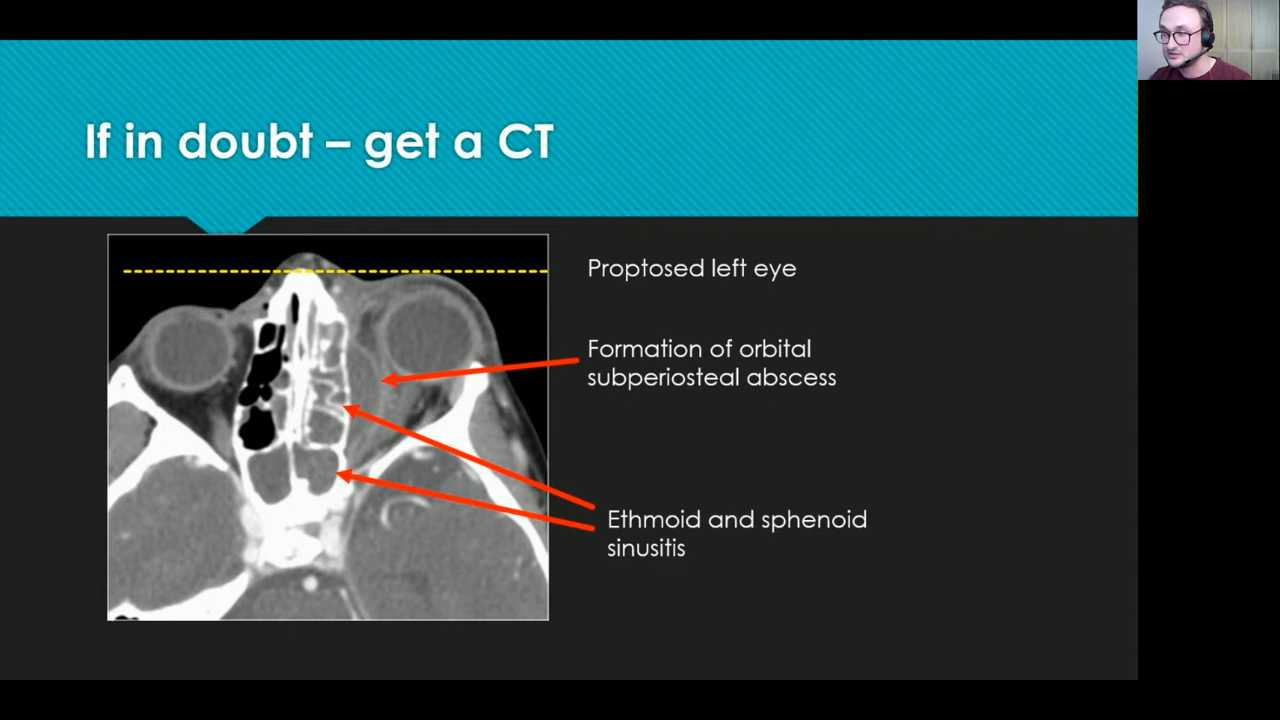 If in doubt – get a CT
Proptosed left eye
Formation of orbital
subperiosteal abscess
Ethmoid and sphenoid
sinusitis